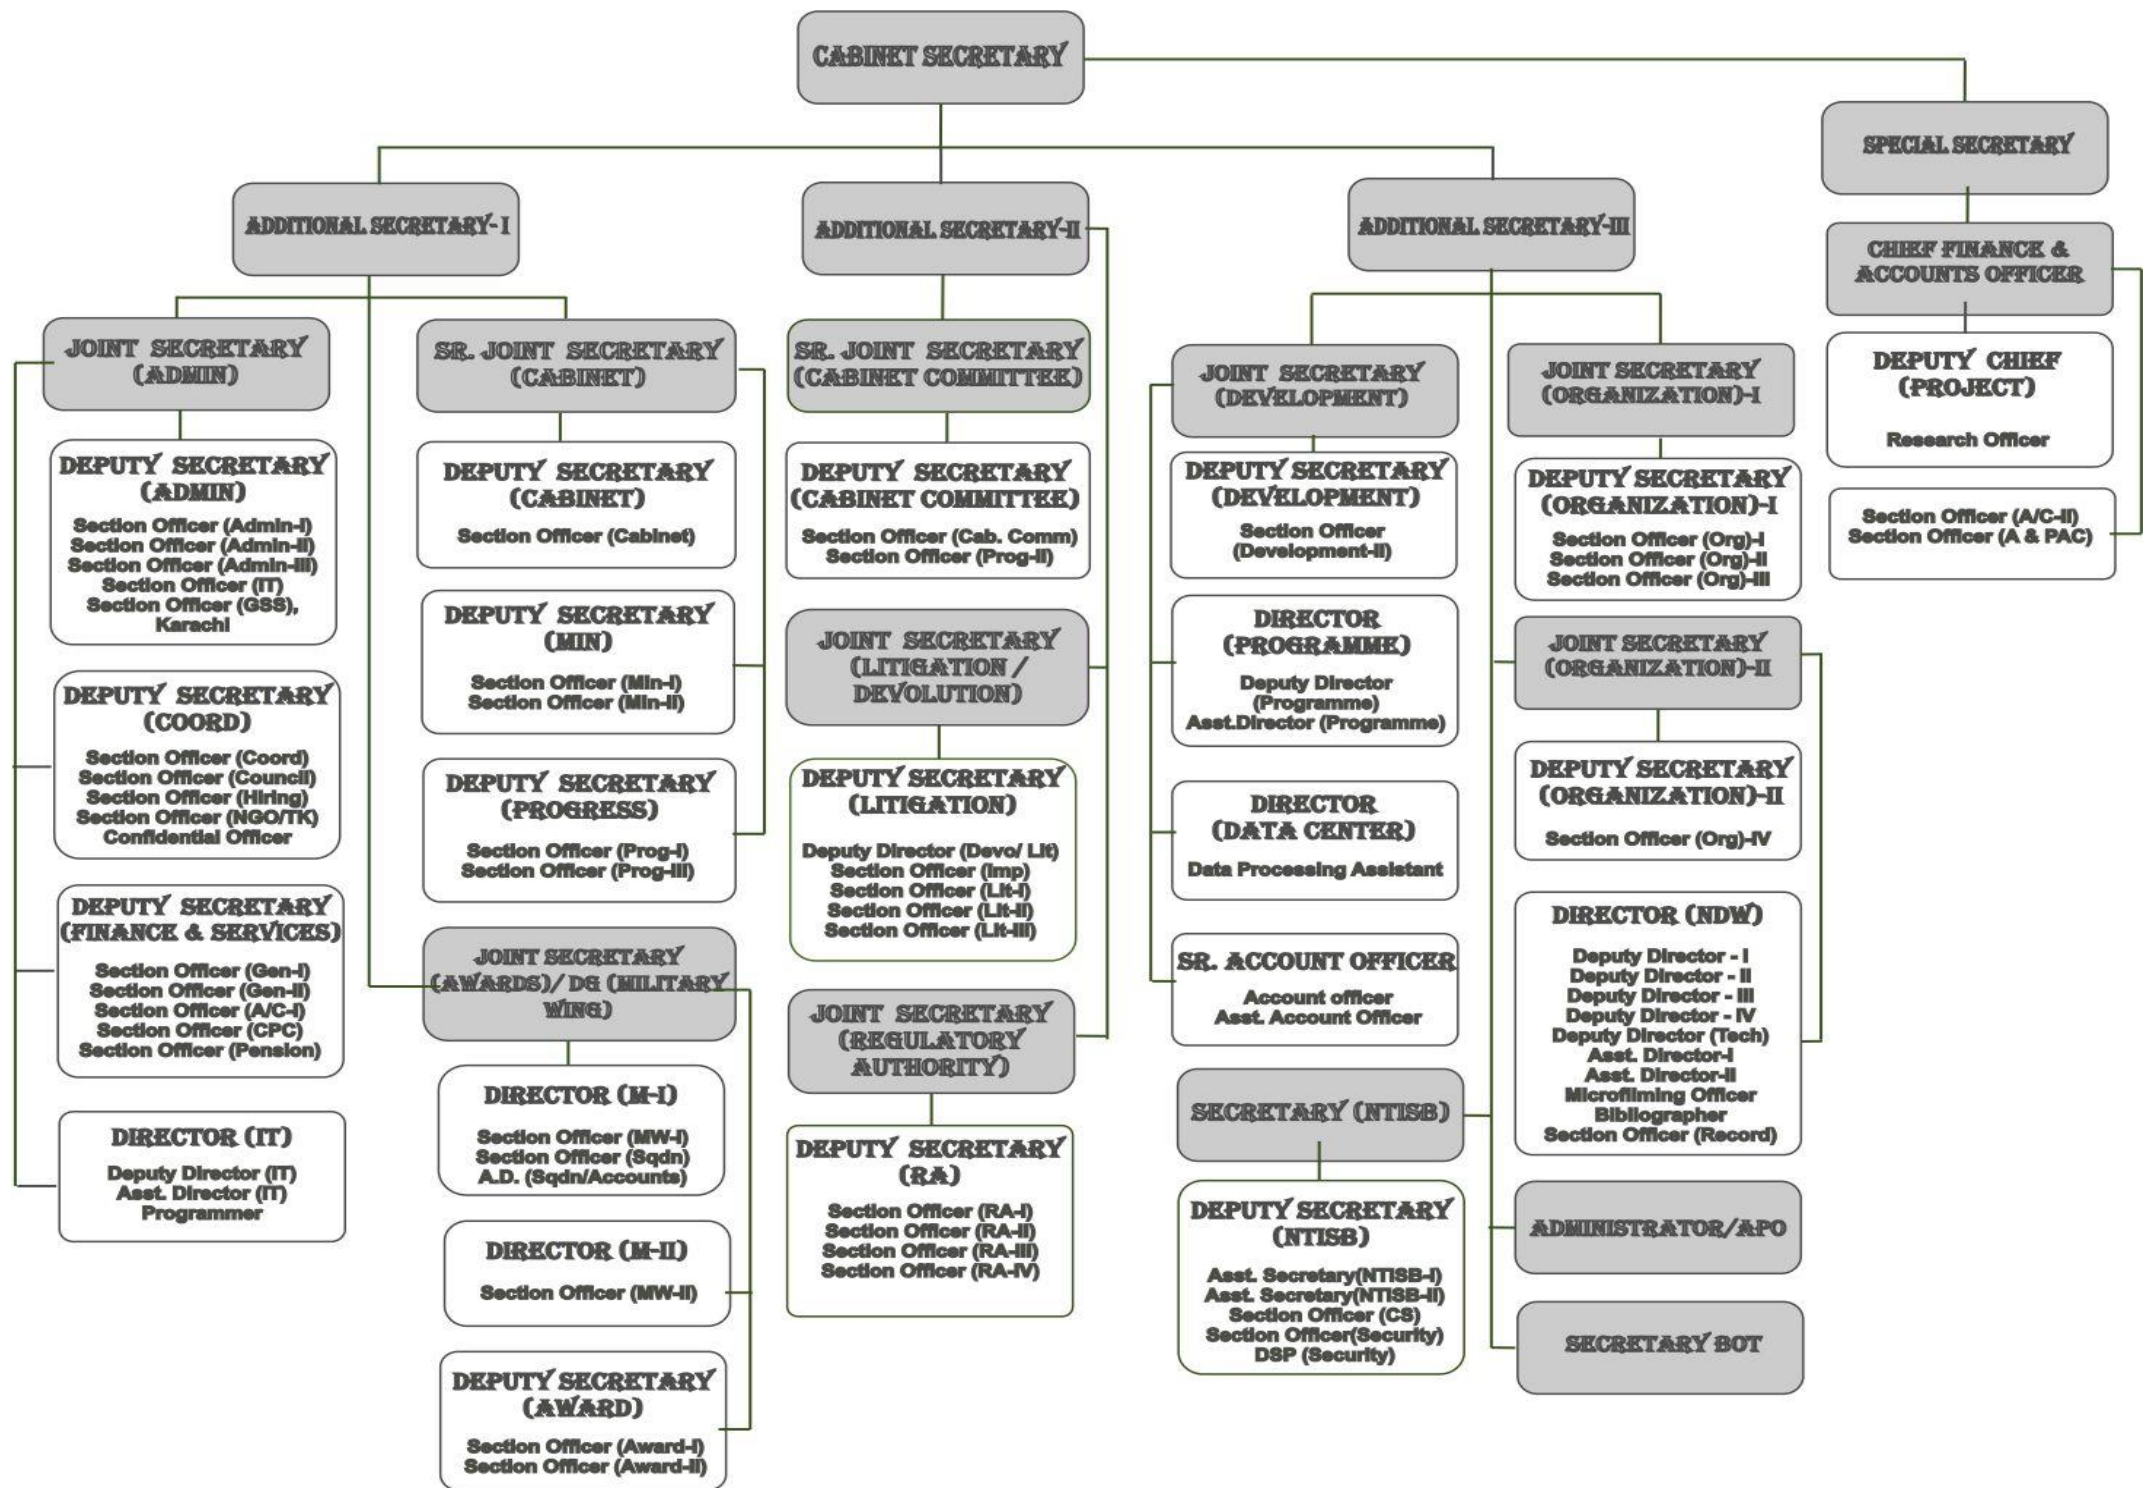 CABINET SECRETARY
SPECIAL SECRETARY
CHIEF FINANCE &
ACCOUNTS OFFICER
DEPUTY CHIEF
(PROJECT)
Research Officer
Section Officer (A/C-II)
Section Officer (A & PAC)
ADDITIONAL SECRETARY- I
JOINT SECRETARY
(ADMIN)
DEPUTY SECRETARY
(ADMIN)
Section Officer (Admin-I)
Section Officer (Admin-II)
Section Officer (Admin-III)
Section Officer (IT)
Section Officer (GSS),
Karachi
DEPUTY SECRETARY
(COORD)
Section Officer (Coord)
Section Officer (Council)
Section Officer (Hiring)
Section Officer (NGO/TK)
Confidential Officer
DEPUTY SECRETARY
(FINANCE & SERVICES)
Section Officer (Gen-I)
Section Officer (Gen-II)
Section Officer (A/C-I)
Section Officer (CPC)
Section Officer (Pension)
DIRECTOR (IT)
Deputy Director (IT)
Asst. Director (IT)
Programmer
SR. JOINT SECRETARY
(CABINET)
DEPUTY SECRETARY
(CABINET)
Section Officer (Cabinet)
DEPUTY SECRETARY
(MIN)
Section Officer (Min-I)
Section Officer (Min-II)
DEPUTY SECRETARY
(PROGRESS)
Section Officer (Prog-I)
Section Officer (Prog-III)
JOINT SECRETARY
(AWARDS)/ DG (MILITARY
WING)
DIRECTOR (M-I)
Section Officer (MW-I)
Section Officer (Sqdn)
A.D. (Sqdn/Accounts)
DIRECTOR (M-II)
Section Officer (MW-II)
DEPUTY SECRETARY
(AWARD)
Section Officer (Award-I)
Section Officer (Award-II)
ADDITIONAL SECRETARY-II
SR. JOINT SECRETARY
(CABINET COMMITTEE)
DEPUTY SECRETARY
(CABINET COMMITTEE)
Section Officer (Cab. Comm)
Section Officer (Prog-II)
JOINT SECRETARY
(LITIGATION /
DEVOLUTION)
DEPUTY SECRETARY
(LITIGATION)
Deputy Director (Devo/ Lit)
Section Officer (Imp)
Section Officer (Lit-I)
Section Officer (Lit-II)
Section Officer (Lit-III)
JOINT SECRETARY
(REGULATORY
AUTHORITY)
DEPUTY SECRETARY
(RA)
Section Officer (RA-I)
Section Officer (RA-II)
Section Officer (RA-III)
Section Officer (RA-IV)
ADDITIONAL SECRETARY-III
JOINT SECRETARY
(DEVELOPMENT)
DEPUTY SECRETARY
(DEVELOPMENT)
Section Officer
(Development-II)
DIRECTOR
(PROGRAMME)
Deputy Director
(Programme)
Asst.Director (Programme)
DIRECTOR
(DATA CENTER)
Data Processing Assistant
SR. ACCOUNT OFFICER
Account officer
Asst. Account Officer
SECRETARY (NTISB)
DEPUTY SECRETARY
(NTISB)
Asst. Secretary(NTISB-I)
Asst. Secretary(NTISB-II)
Section Officer (CS)
Section Officer(Security)
DSP (Security)
JOINT SECRETARY
(ORGANIZATION)-I
DEPUTY SECRETARY
(ORGANIZATION)-I
Section Officer (Org)-I
Section Officer (Org)-II
Section Officer (Org)-III
JOINT SECRETARY
(ORGANIZATION)-II
DEPUTY SECRETARY
(ORGANIZATION)-II
Section Officer (Org)-IV
DIRECTOR (NDW)
Deputy Director - I
Deputy Director - II
Deputy Director - III
Deputy Director - IV
Deputy Director (Tech)
Asst. Director-I
Asst. Director-II
Microfilming Officer
Bibliographer
Section Officer (Record)
ADMINISTRATOR/APO
SECRETARY BOT